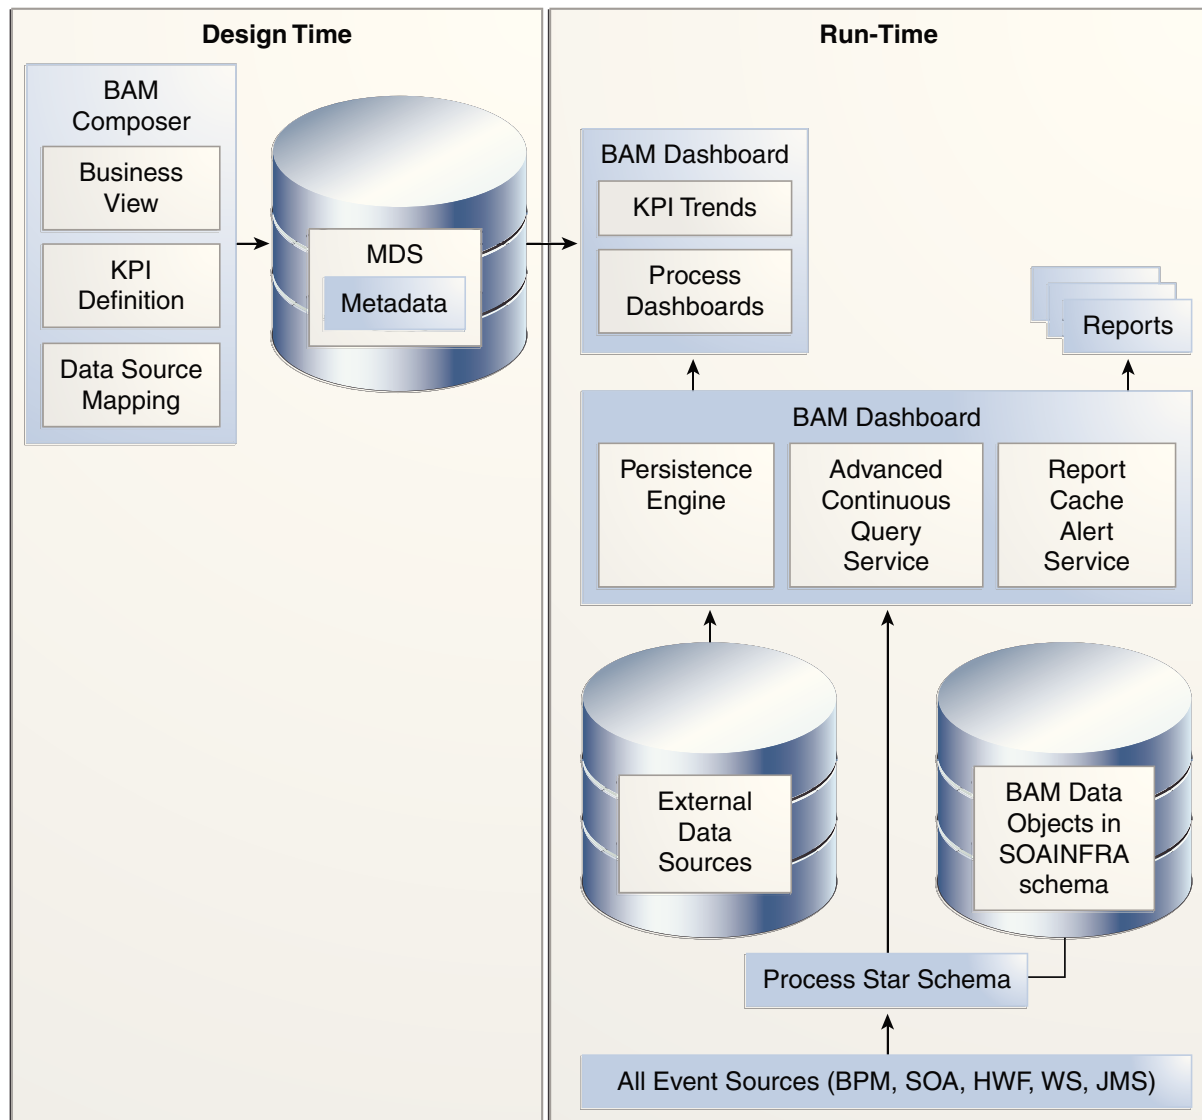 Design Time
BAM
Composer
Business
View
KPI
Definition
Data Source
Mapping
MDS
Metadata
Run-Time
BAM Dashboard
KPI Trends
Process
Dashboards
Reports
BAM Dashboard
Persistence
Engine
Advanced
Continuous
Query
Service
Report
Cache
Alert
Service
External
Data
Sources
BAM Data
Objects in
SOAINFRA
schema
Process Star Schema
All Event Sources (BPM, SOA, HWF, WS, JMS)